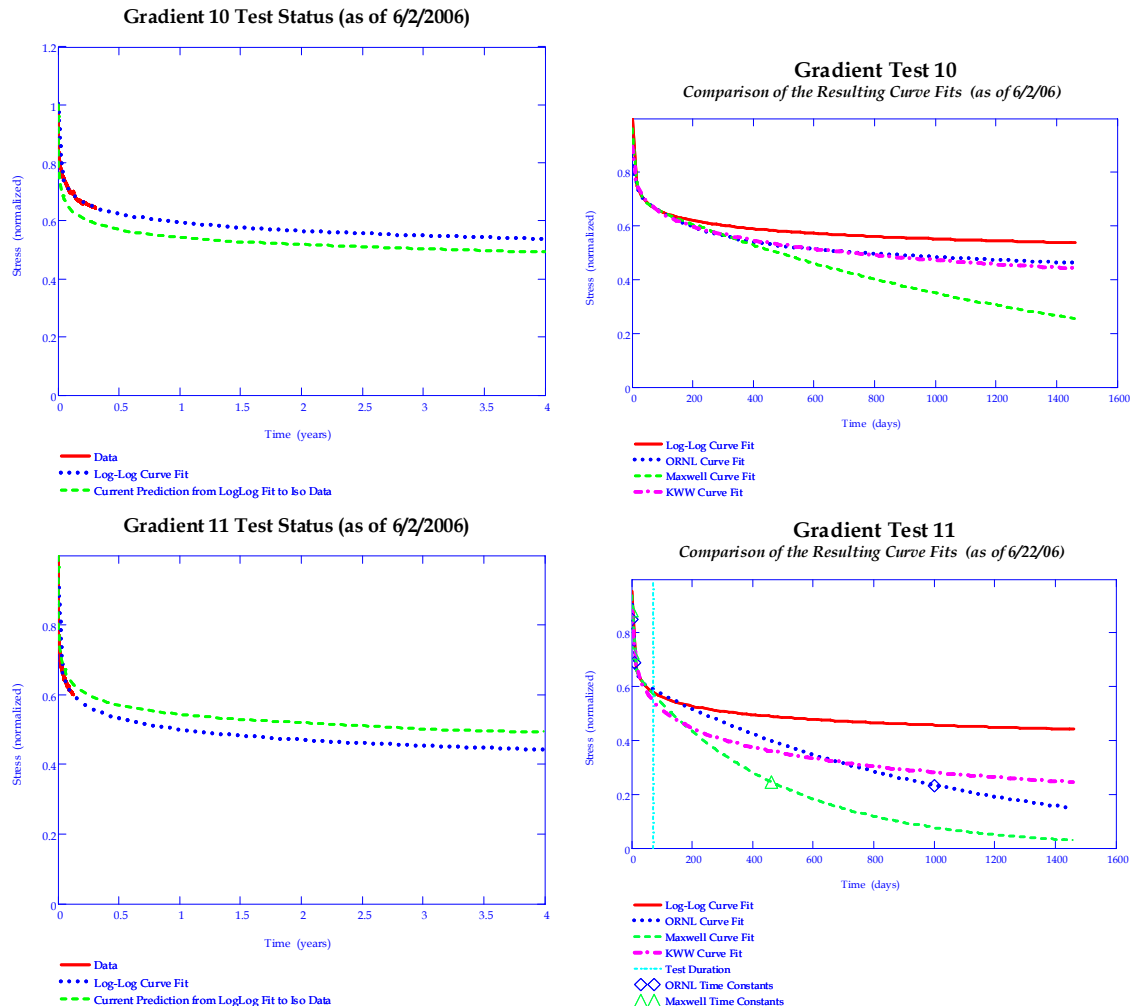 Gradient 10 Test Status (as of 6/2/2006)
1.2
1
0.8
0.6
0.4
0.2
0
Stress (normalized)
0
0.5
1
1.5
2
2.5
3
3.5
4
Time (years)
Data
Log-Log Curve Fit
Current Prediction from LogLog Fit to Iso Data
Gradient Test 10
Comparison of the Resulting Curve Fits (as of 6/2/06)
0.8
0.6
0.4
0.2
0
Stress (normalized)
0
200
400
600
800
1000
1200
1400
1600
Time (days)
Log-Log Curve Fit
ORNL Curve Fit
Maxwell Curve Fit
KWW Curve Fit
Gradient 11 Test Status (as of 6/2/2006)
0.8
0.6
0.4
0.2
0
Stress (normalized)
0
0.5
1
1.5
2
2.5
3
3.5
4
Time (years)
Data
Log-Log Curve Fit
Current Prediction from LogLog Fit to Iso Data
Gradient Test 11
Comparison of the Resulting Curve Fits (as of 6/22/06)
0.8
0.6
0.4
0.2
0
Stress (normalized)
0
200
400
600
800
1000
1200
1400
1600
Time (days)
Log-Log Curve Fit
ORNL Curve Fit
Maxwell Curve Fit
KWW Curve Fit
Test Duration
ORNL Time Constants
Maxwell Time Constants